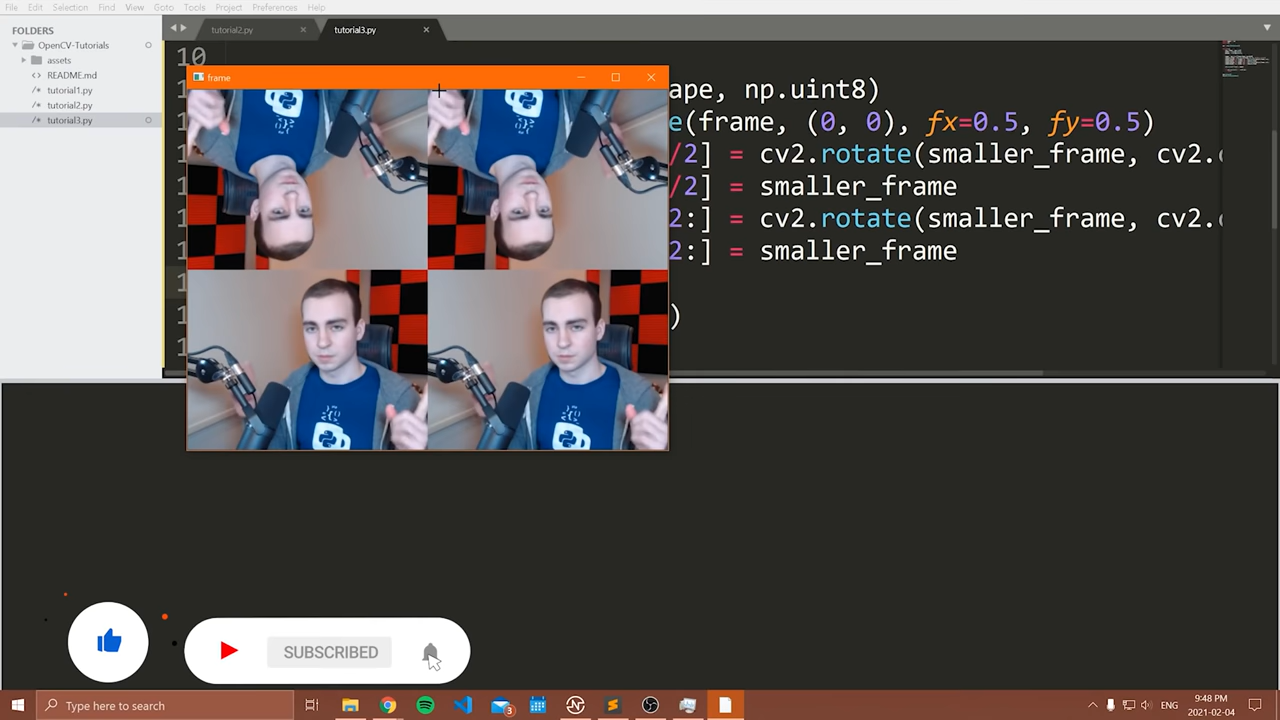 File Edit Selection Find View Goto Tools Project Preferences Help
FOLDERS
OpenCV-Tutorials
assets
README.md
tutorial1.py
tutorial2.py
tutorial3.py
tutorial2.py
tutorial3.py
10
frame
ape, np.uint8)
e(frame, (0, 0), fx=0.5, fy=0.5)
/2] = cv2.rotate(smaller_frame, cv2.
/2] = smaller_frame
2:] = cv2.rotate(smaller_frame, cv2.
2:] = smaller_frame
)
SUBSCRIBED
Type here to search
3
ENG
9:48 PM
2021-02-04